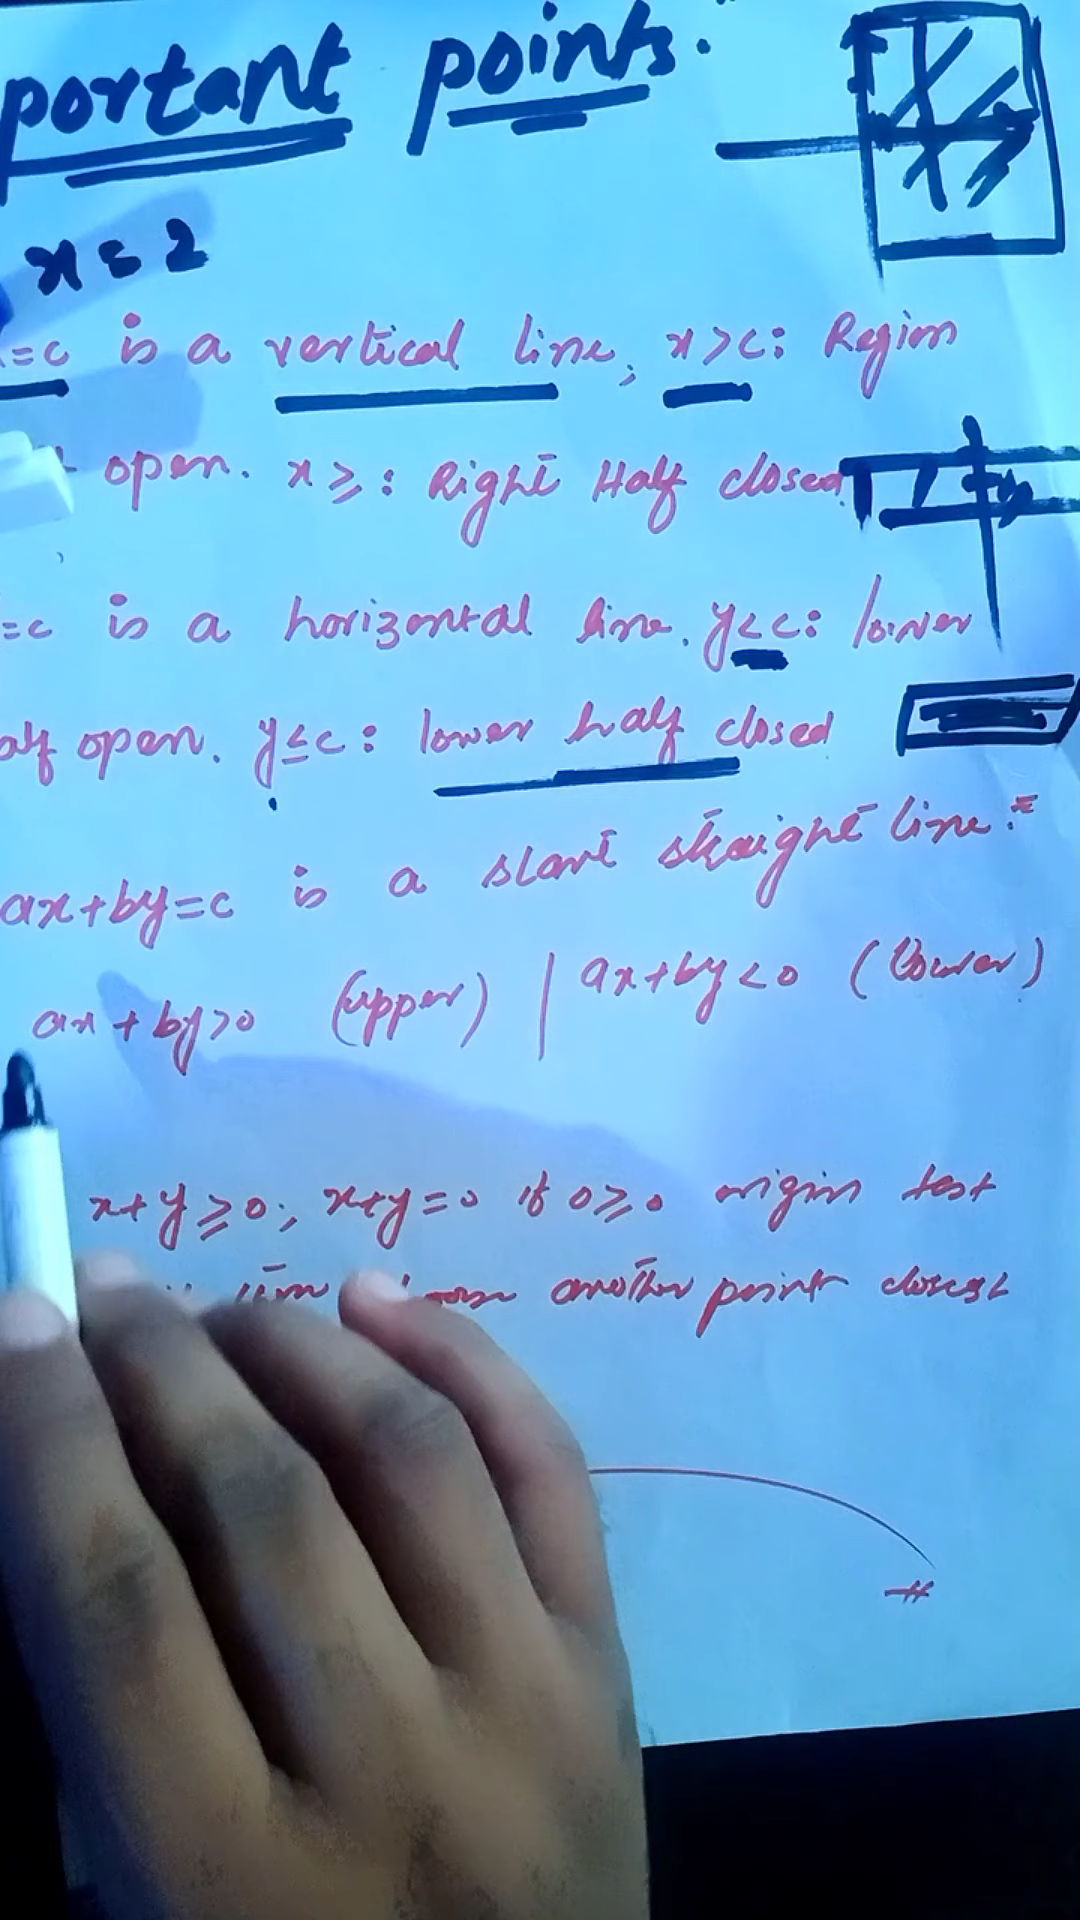 portant points.
x = 2
=c is a vertical line, x>c: Region
open. x ≥ : Right Half closed
=c is a horizontal line. y<c: lower
alf open. y≤c: lower half closed
ax+by=c is a slant straight line.
ax + by>0 (upper) | ax+by<0 (lower)
x+y≥0; x+y=0 if 0≥0 origin test
another point closest